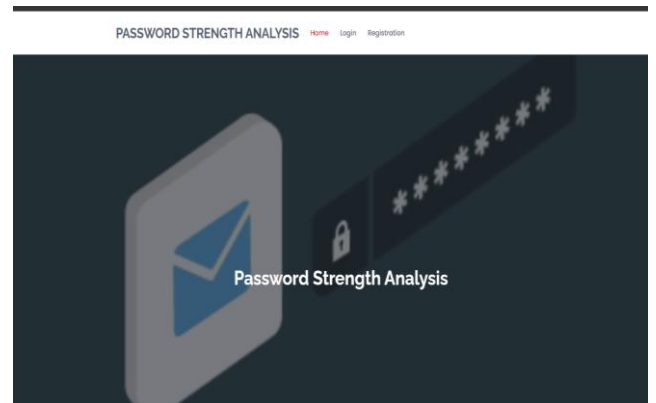 PASSWORD STRENGTH ANALYSIS Home Login Registration
********
Password Strength Analysis